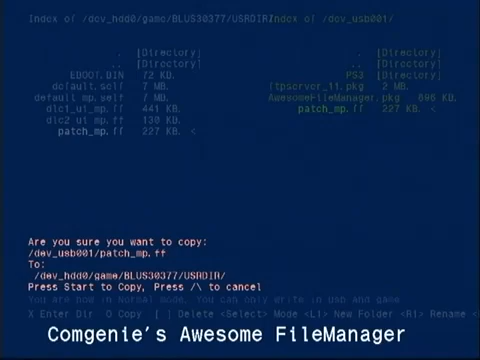 Index of /dev_hdd0/game/BLUS30377/USRDIR/
Index of /dev_usb001/
. [Directory]
.. [Directory]
EBOOT.BIN 72 KB.
default.self 7 MB.
default_mp.self 7 MB.
dlc1_ui_mp.ff 441 KB.
dlc2_ui_mp.ff 130 KB.
patch_mp.ff 227 KB. <
. [Directory]
.. [Directory]
PS3 [Directory]
ftpserver_11.pkg 2 MB.
AwesomeFileManager.pkg 696 KB.
patch_mp.ff 227 KB. <
Are you sure you want to copy:
/dev_usb001/patch_mp.ff
To:
/dev_hdd0/game/BLUS30377/USRDIR/
Press Start to Copy, Press /\ to cancel
You are now in Normal mode. You can only write in usb and game
X Enter Dir O Copy [ ] Delete <Select> Mode <L1> New Folder <R1> Rename <
Comgenie's Awesome FileManager